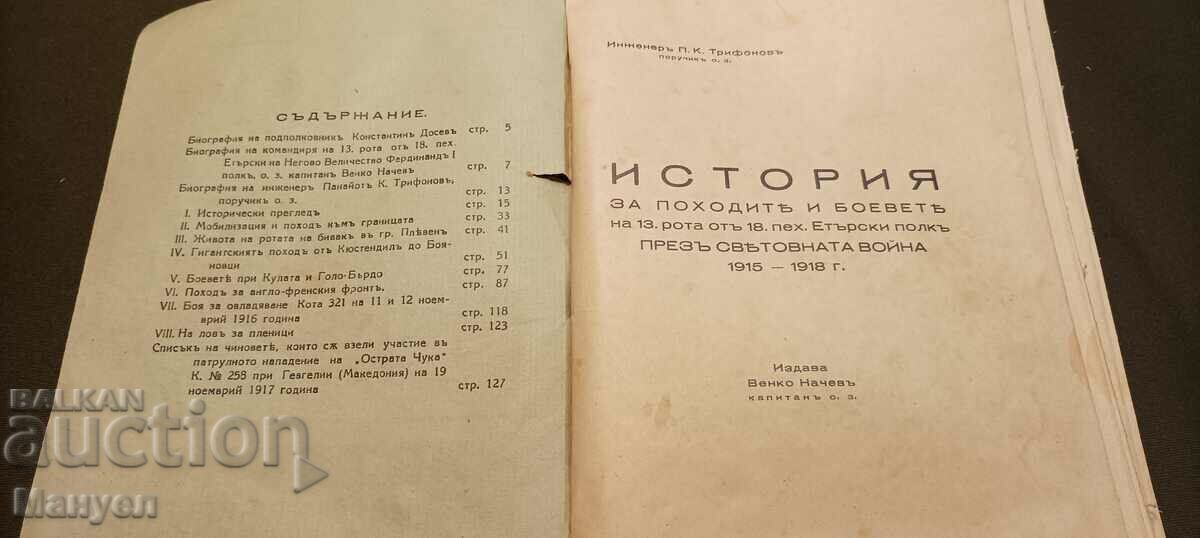 СЪДЪРЖАНИЕ.
Биография на подполковник Константинъ Досевъ стр. 5
Биография на командира на 13. рота отъ 18. пех.
Етърски на Негово Величество Фердинандъ I
полкъ, о. з. капитанъ Венко Начевъ стр. 7
Биография на инженеръ Панайотъ К. Трифоновъ,
поручик о. з. стр. 13
I. Исторически прегледъ стр. 15
II. Мобилизация и походъ къмъ границата стр. 33
III. Живота на ротата на бивакъ въ гр. Плѣвенъ стр. 41
IV. Гигантскиятъ походъ отъ Кюстендилъ до Боя-
новци стр. 51
V. Боеветѣ при Кулата и Голо-Бърдо стр. 77
VI. Походъ за англо-френския фронтъ. стр. 87
VII. Боя за овладяване Кота 321 на 11 и 12 ноем-
врий 1916 година стр. 118
VIII. На ловъ за пленици стр. 123
Списъкъ на чиноветѣ, които сѫ взели участие въ
патрулното нападение на „Острата Чука"
К. № 258 при Гевгелии (Македония) на 19
ноемврий 1917 година стр. 127
Инженеръ П. К. Трифоновъ
поручикъ о. з.
ИСТОРИЯ
ЗА ПОХОДИТѢ И БОЕВЕТѢ
на 13. рота отъ 18. пех. Етърски полкъ
ПРЕЗЪ СВѢТОВНАТА ВОЙНА
1915 – 1918 г.
Издава
Венко Начевъ
капитанъ о. з.
BALKAN
auction
Мануел